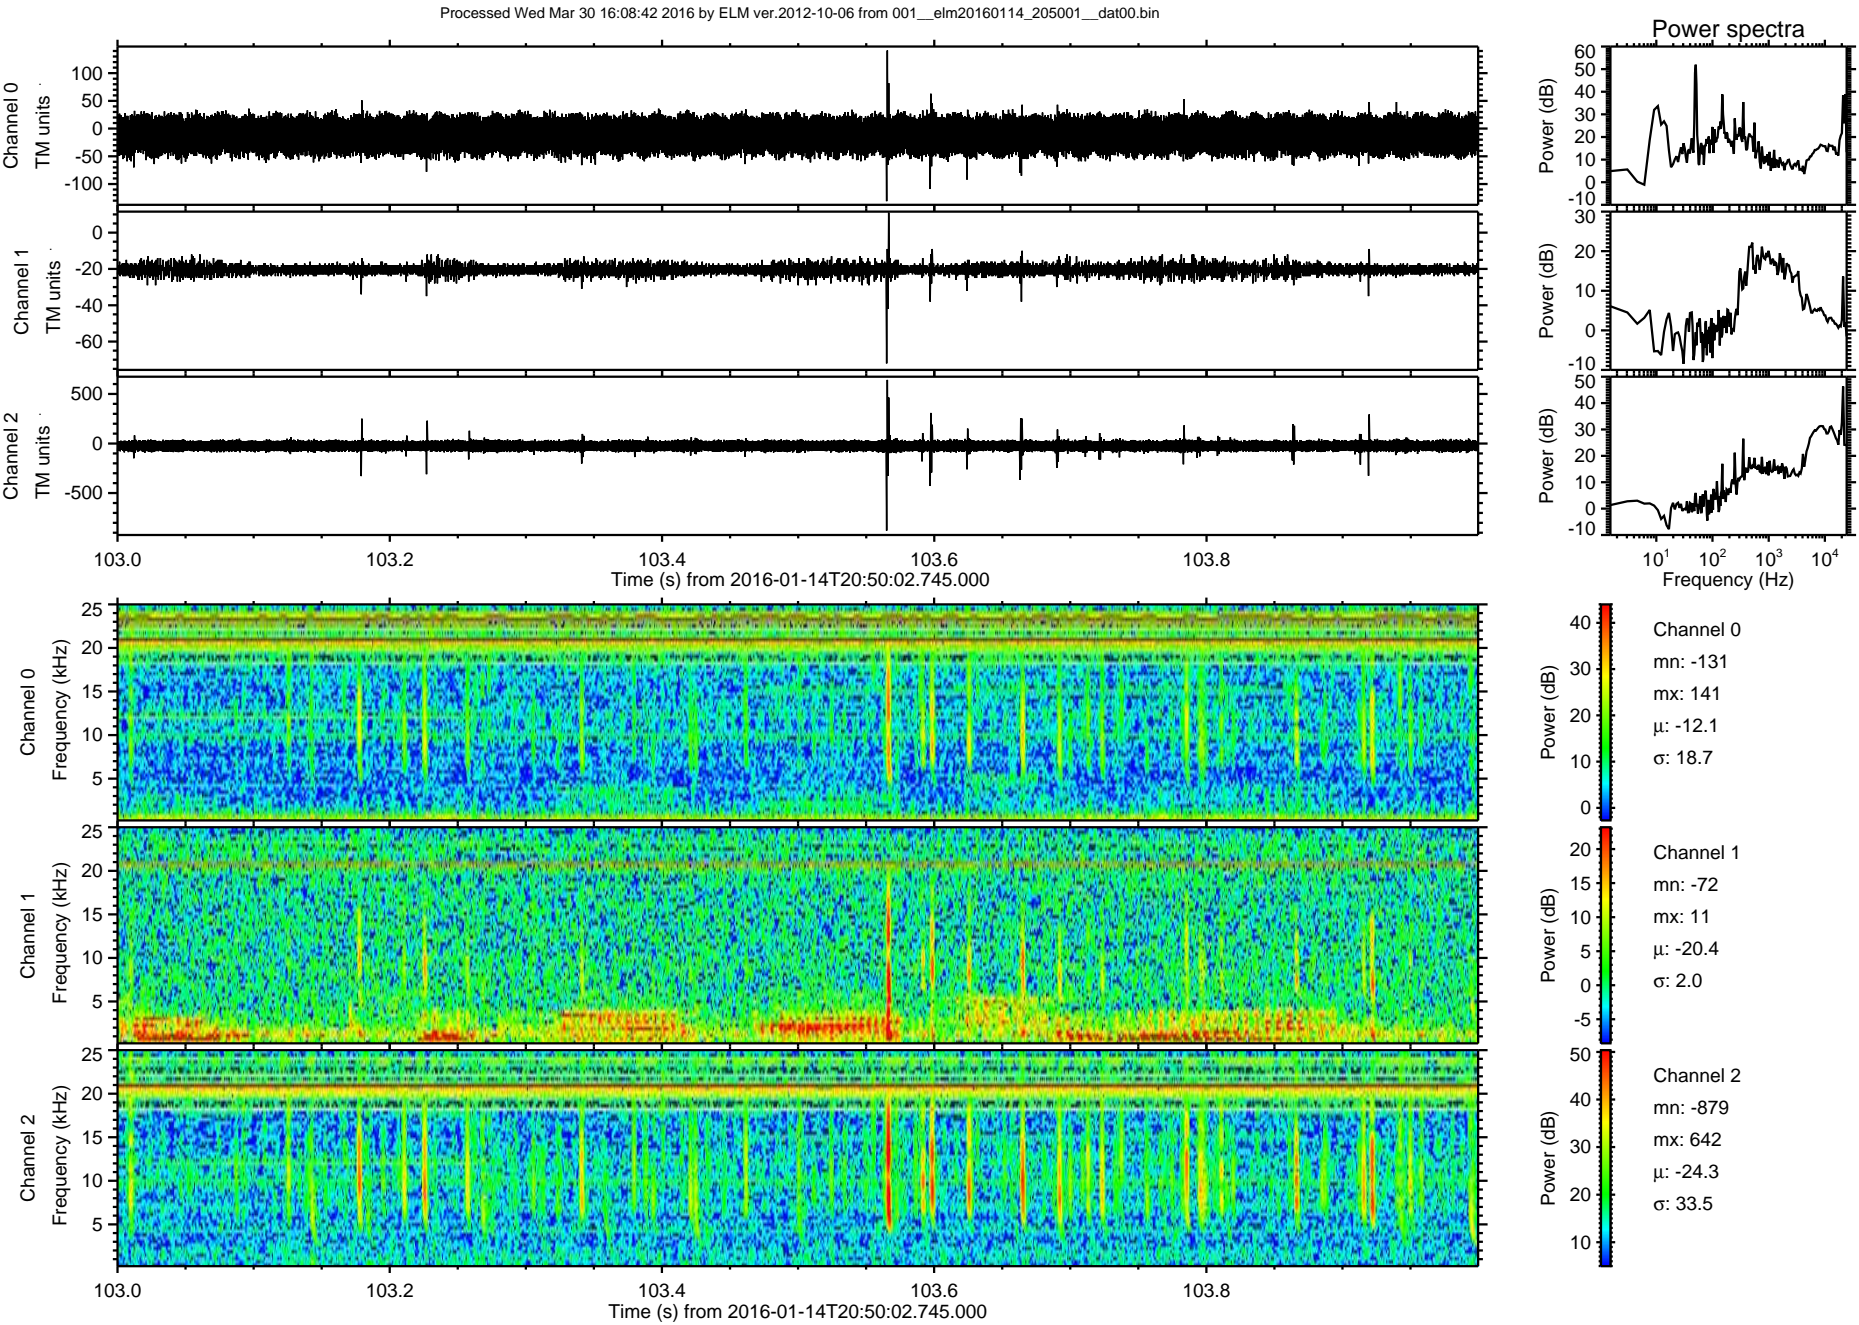 Processed Wed Mar 30 16:08:42 2016 by ELM ver.2012-10-06 from 001__elm20160114_205001__dat00.bin
Power spectra
Channel 0
TM units
100
50
0
-50
-100
Power (dB)
60
50
40
30
20
10
0
-10
Channel 1
TM units
0
-20
-40
-60
Power (dB)
30
20
10
0
-10
Channel 2
TM units
500
0
-500
Power (dB)
50
40
30
20
10
0
-10
103.0 103.2 103.4 103.6 103.8
Time (s) from 2016-01-14T20:50:02.745.000
10^1 10^2 10^3 10^4
Frequency (Hz)
Channel 0
Frequency (kHz)
25
20
15
10
5
Power (dB)
40
30
20
10
0
Channel 0
mn: -131
mx: 141
μ: -12.1
σ: 18.7
Channel 1
Frequency (kHz)
25
20
15
10
5
Power (dB)
20
15
10
5
0
-5
Channel 1
mn: -72
mx: 11
μ: -20.4
σ: 2.0
Channel 2
Frequency (kHz)
25
20
15
10
5
Power (dB)
50
40
30
20
10
Channel 2
mn: -879
mx: 642
μ: -24.3
σ: 33.5
103.0 103.2 103.4 103.6 103.8
Time (s) from 2016-01-14T20:50:02.745.000